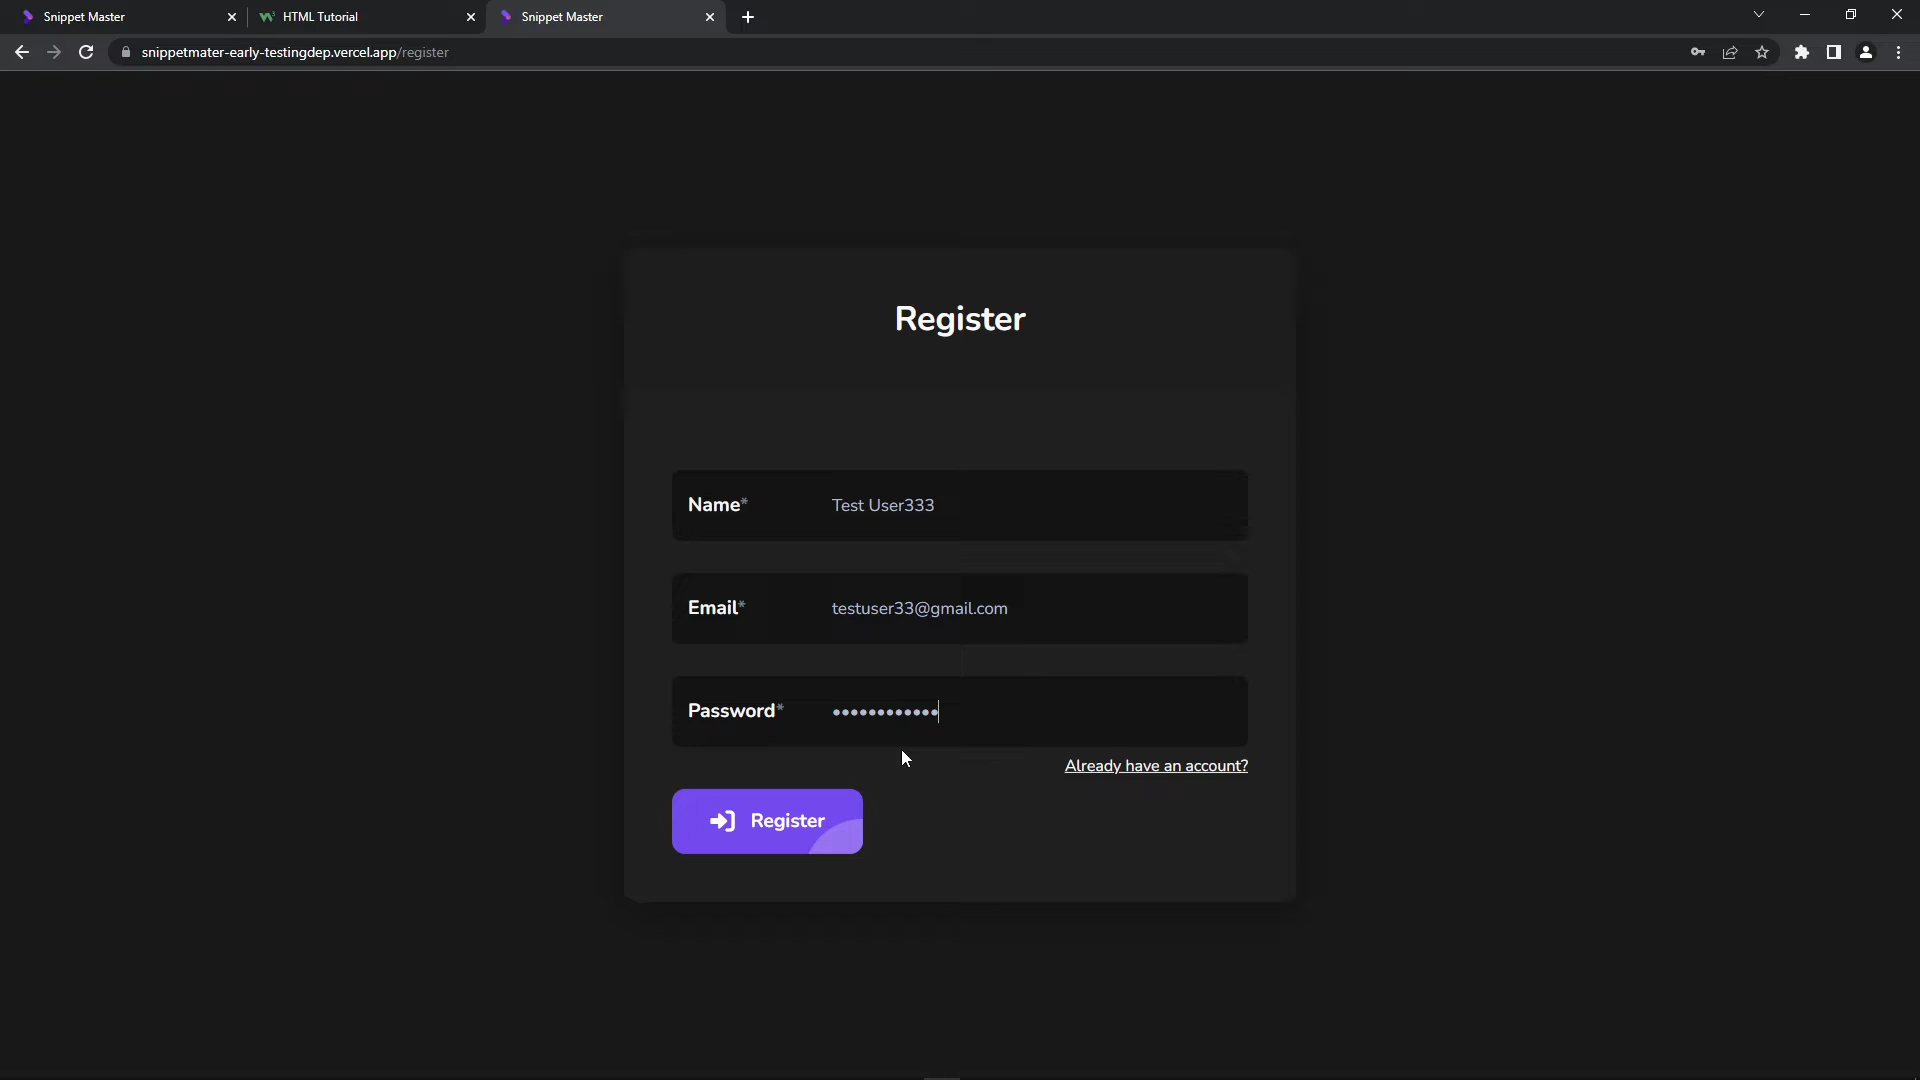 Snippet Master
HTML Tutorial
Snippet Master
snippetmater-early-testingdep.vercel.app/register
Register
Name* Test User333
Email* testuser33@gmail.com
Password* ••••••••••••
Already have an account?
Register